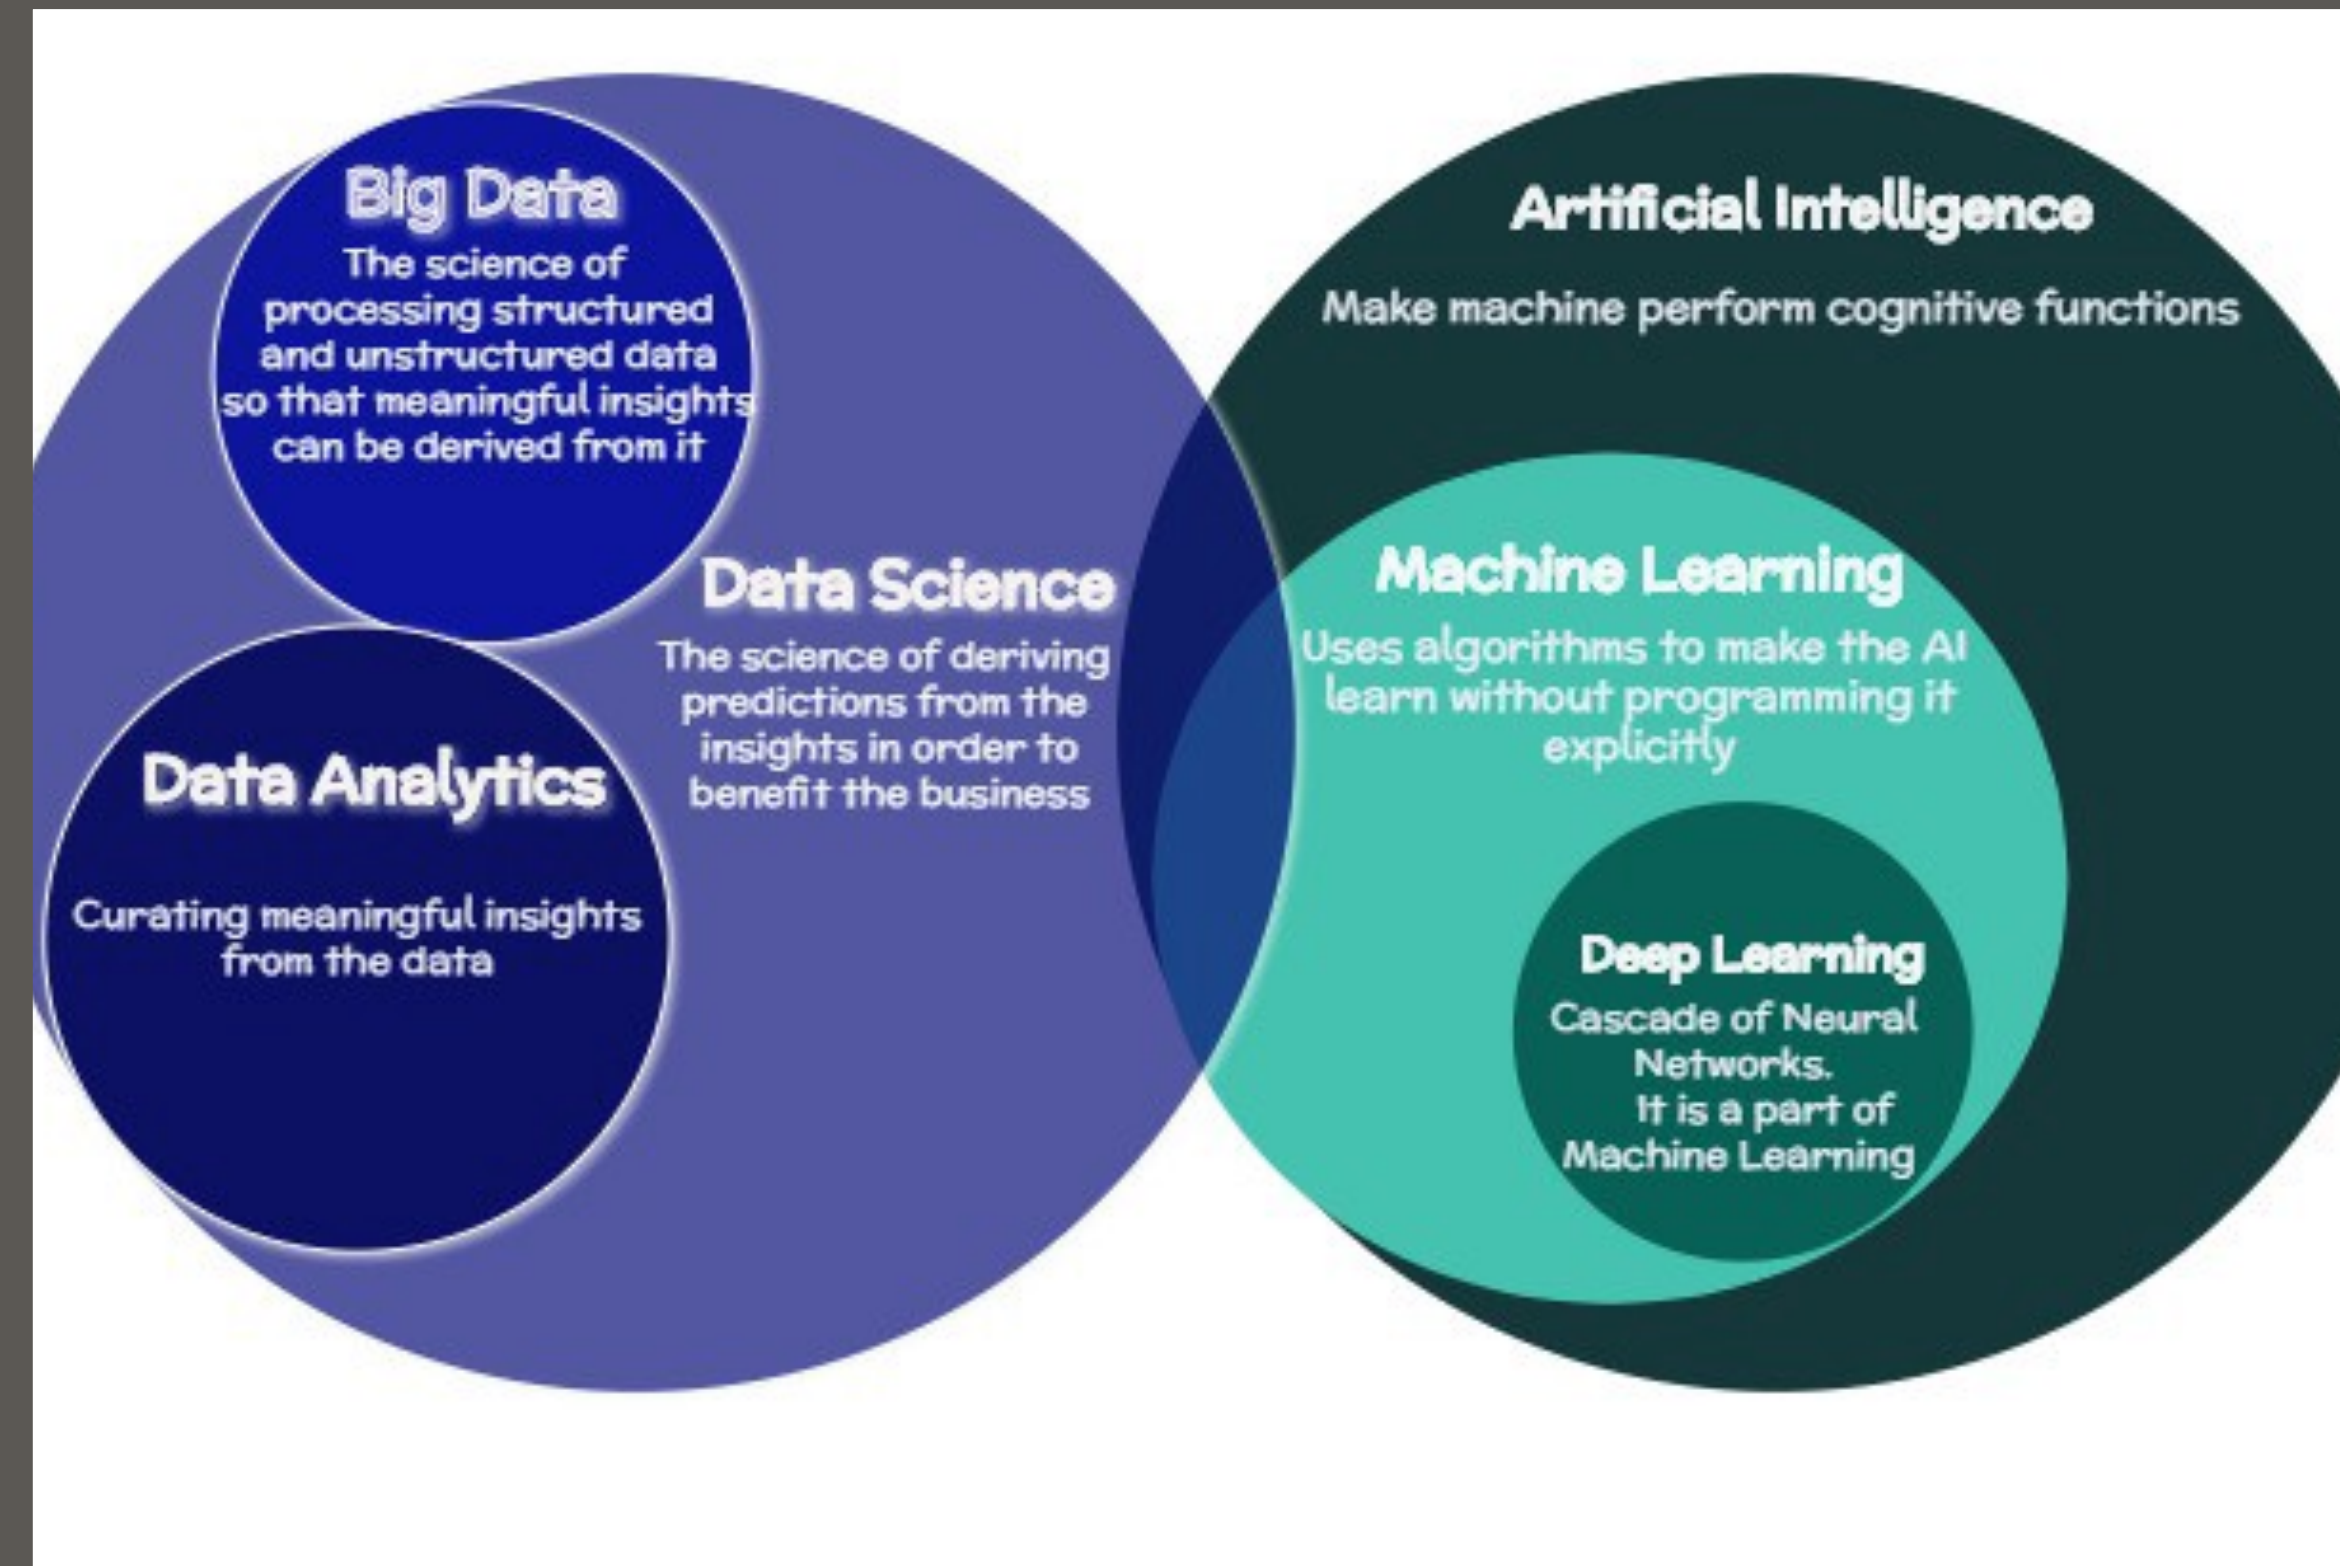 Big Data
The science of
processing structured
and unstructured data
so that meaningful insights
can be derived from it
Data Science
The science of deriving
predictions from the
insights in order to
benefit the business
Data Analytics
Curating meaningful insights
from the data
Artificial Intelligence
Make machine perform cognitive functions
Machine Learning
Uses algorithms to make the AI
learn without programming it
explicitly
Deep Learning
Cascade of Neural
Networks.
It is a part of
Machine Learning